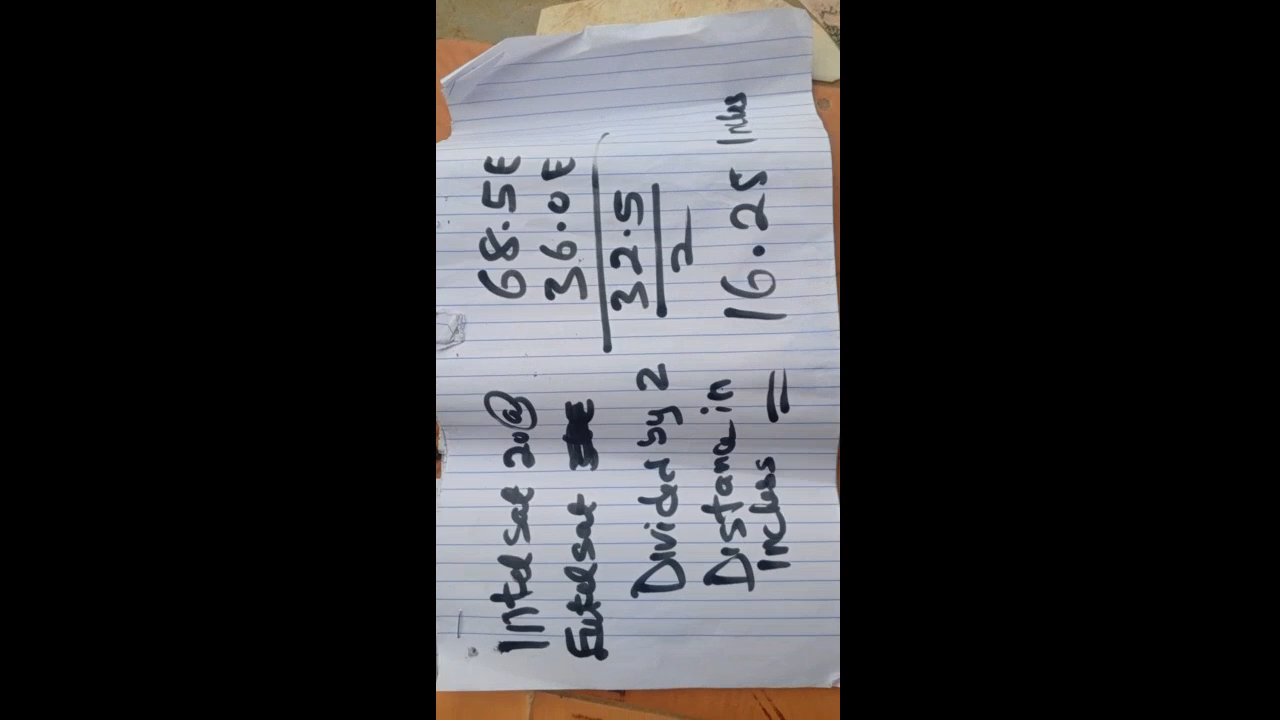 Intelsat 20@ 68.5E
Eutelsat 36.0E
32.5
Divided by 2 2
Distance in
Inches = 16.25 Inches